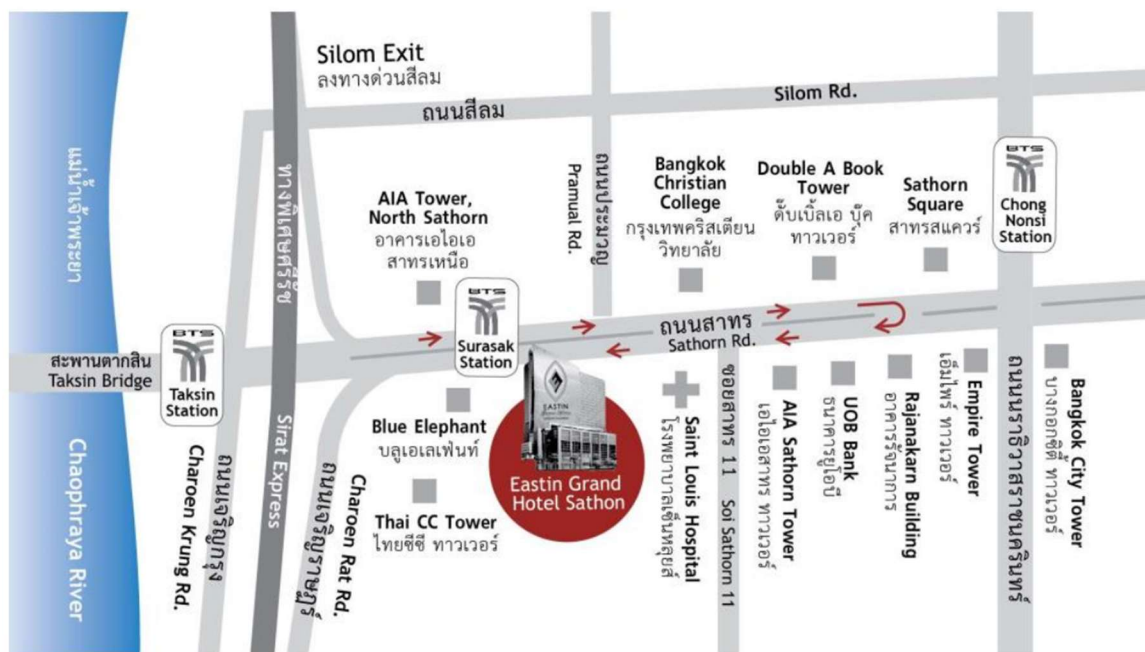 Silom Exit
ลงทางด่วนสีลม
ถนนสีลม
Silom Rd.
แม่น้ำเจ้าพระยา
Chaophraya River
ทางพิเศษศรีรัช
Sirat Express
AIA Tower,
North Sathorn
อาคารเอไอเอ
สาทรเหนือ
Pramual Rd.
ถนนประมวญ
Bangkok
Christian
College
กรุงเทพคริสเตียน
วิทยาลัย
Double A Book
Tower
ดั๊บเบิ้ลเอ บุ๊ค
ทาวเวอร์
Sathorn
Square
สาทรสแควร์
BTS
Chong
Nonsi
Station
BTS
Surasak
Station
ถนนสาทร
Sathorn Rd.
สะพานตากสิน
Taksin Bridge
BTS
Taksin
Station
Charoen Krung Rd.
ถนนเจริญกรุง
ถนนเจริญราษฎร์
Charoen Rat Rd.
Blue Elephant
บลูเอเลเฟ่นท์
Thai CC Tower
ไทยซีซี ทาวเวอร์
EASTIN
Eastin Grand
Hotel Sathon
Saint Louis Hospital
โรงพยาบาลเซ็นหลุยส์
ซอยสาทร 11
Soi Sathorn 11
AIA Sathorn Tower
เอไอเอสาทร ทาวเวอร์
UOB Bank
ธนาคารยูโอบี
Rajanakarn Building
อาคารรัจนาการ
Empire Tower
เอ็มไพร์ ทาวเวอร์
ถนนนราธิวาสราชนครินทร์
Bangkok City Tower
บางกอกซิตี้ ทาวเวอร์